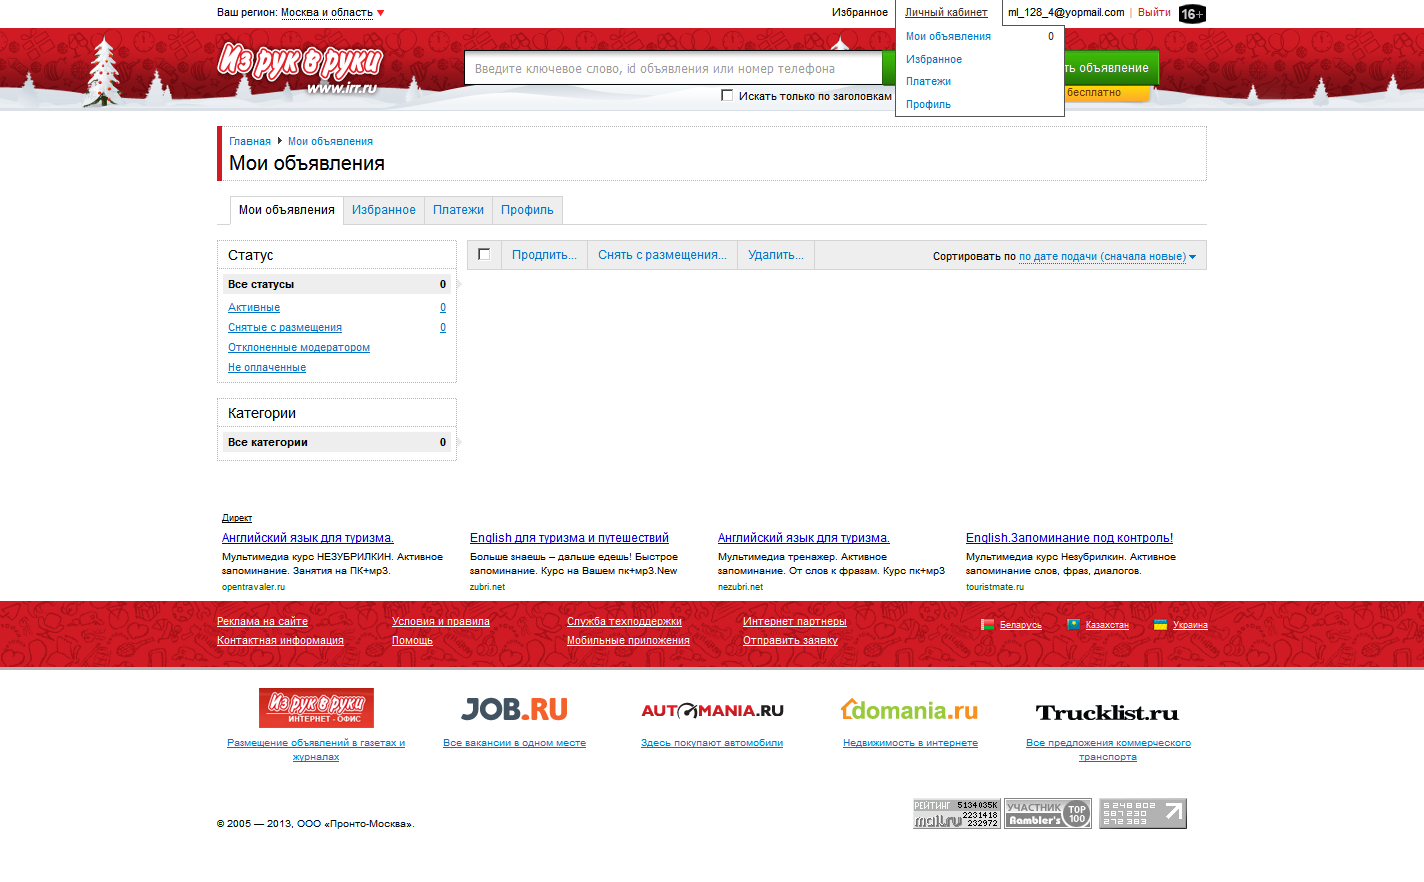 Ваш регион: Москва и область
Избранное
Личный кабинет
ml_128_4@yopmail.com | Выйти
16+
Мои объявления 0
Избранное
Платежи
Профиль
Из рук в руки
www.irr.ru
Введите ключевое слово, id объявления или номер телефона
ть объявление
бесплатно
Искать только по заголовкам
Главная Мои объявления
Мои объявления
Мои объявления Избранное Платежи Профиль
Статус
Все статусы 0
Активные 0
Снятые с размещения 0
Отклоненные модератором
Не оплаченные
Категории
Все категории 0
Продлить... Снять с размещения... Удалить...
Сортировать по по дате подачи (сначала новые)
Директ
Английский язык для туризма.
Мультимедиа курс НЕЗУБРИЛКИН. Активное
запоминание. Занятия на ПК+мр3.
opentravaler.ru
English для туризма и путешествий
Больше знаешь – дальше едешь! Быстрое
запоминание. Курс на Вашем пк+мр3.New
zubri.net
Английский язык для туризма.
Мультимедиа тренажер. Активное
запоминание. От слов к фразам. Курс пк+мр3
nezubri.net
English.Запоминание под контроль!
Мультимедиа курс Незубрилкин. Активное
запоминание слов, фраз, диалогов.
touristmate.ru
Реклама на сайте Условия и правила Служба техподдержки Интернет партнеры
Контактная информация Помощь Мобильные приложения Отправить заявку
Беларусь Казахстан Украина
Из рук в руки
ИНТЕРНЕТ - ОФИС
Размещение объявлений в газетах и
журналах
JOB.RU
Все вакансии в одном месте
AUTOMANIA.RU
Здесь покупают автомобили
domania.ru
Недвижимость в интернете
Trucklist.ru
Все предложения коммерческого
транспорта
© 2005 — 2013, ООО «Пронто-Москва».
РЕЙТИНГ 5134035K
mail.ru 2231418
232972
УЧАСТНИК TOP
Rambler's 100
5 248 802
587 230
272 383